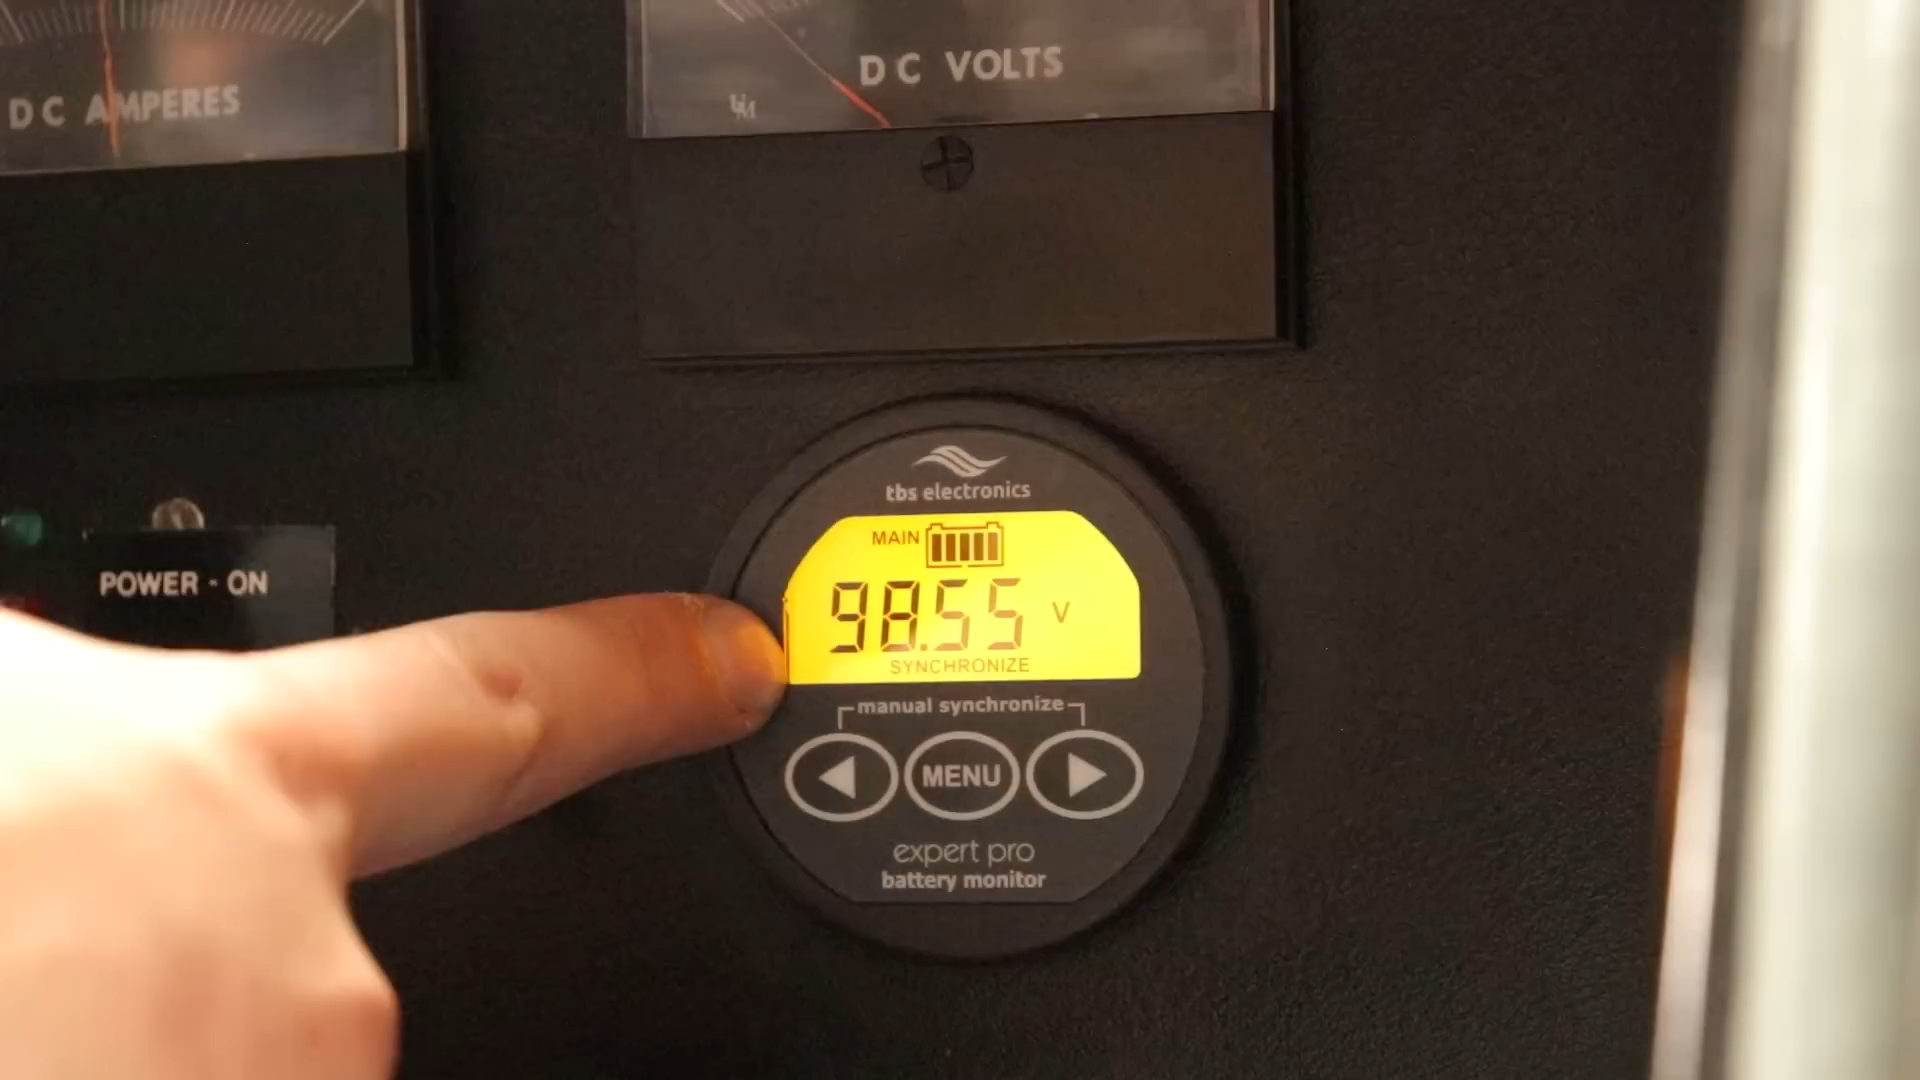 DC AMPERES
DC VOLTS
POWER - ON
tbs electronics
MAIN
98.55 V
SYNCHRONIZE
manual synchronize
MENU
expert pro
battery monitor